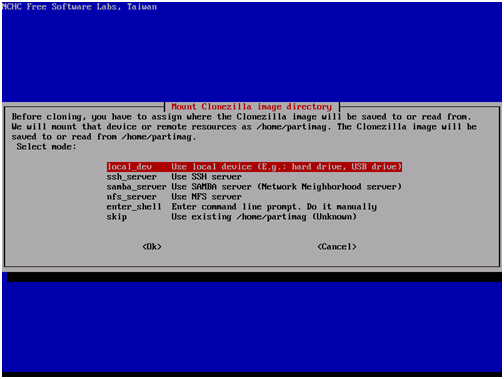 NCHC Free Software Labs, Taiwan
Mount Clonezilla image directory
Before cloning, you have to assign where the Clonezilla image will be saved to or read from.
We will mount that device or remote resources as /home/partimag. The Clonezilla image will be
saved to or read from /home/partimag.
Select mode:
local_dev Use local device (E.g.: hard drive, USB drive)
ssh_server Use SSH server
samba_server Use SAMBA server (Network Neighborhood server)
nfs_server Use NFS server
enter_shell Enter command line prompt. Do it manually
skip Use existing /home/partimag (Unknown)
<Ok> <Cancel>